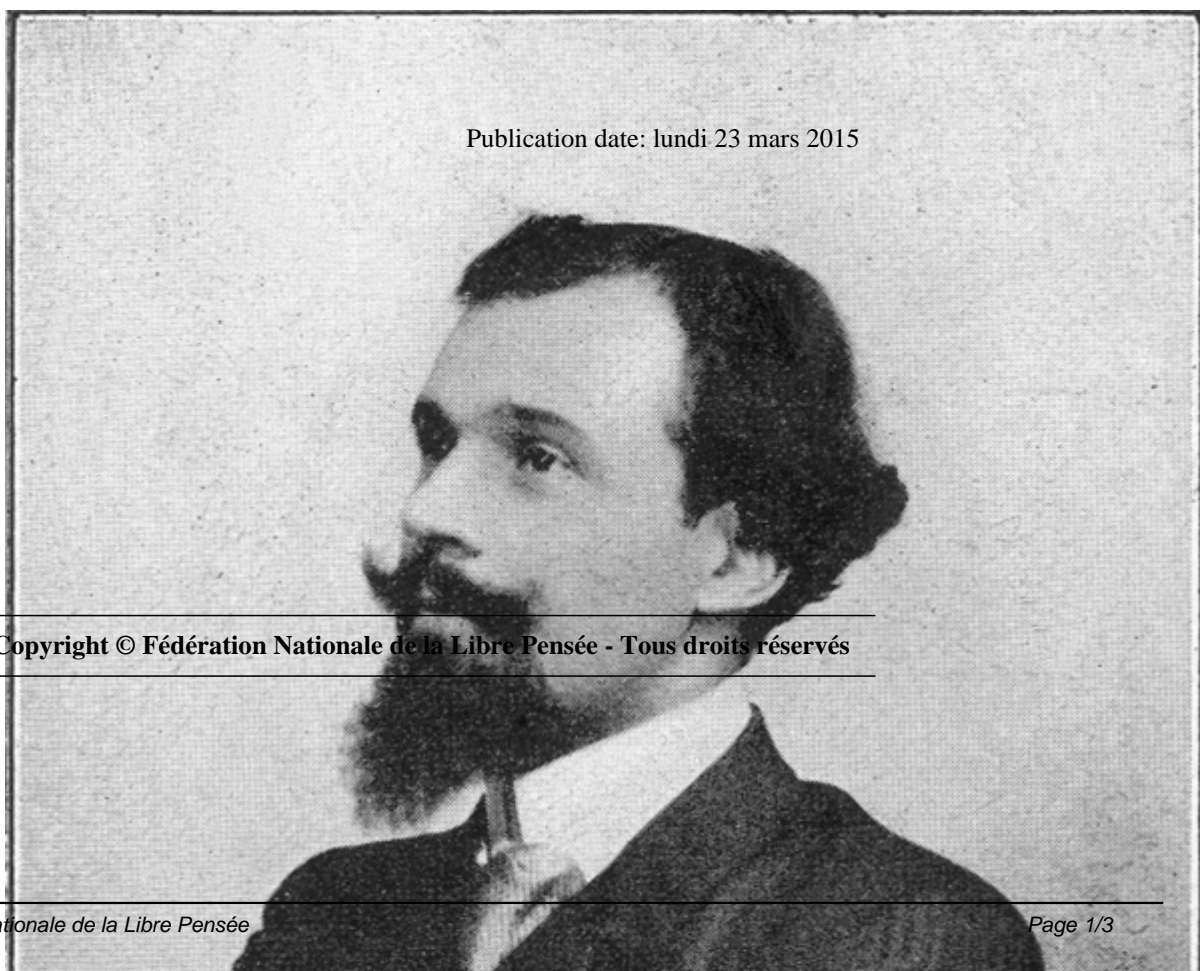 Publication date: lundi 23 mars 2015
Copyright © Fédération Nationale de la Libre Pensée - Tous droits réservés
ationale de la Libre Pensée
Page 1/3